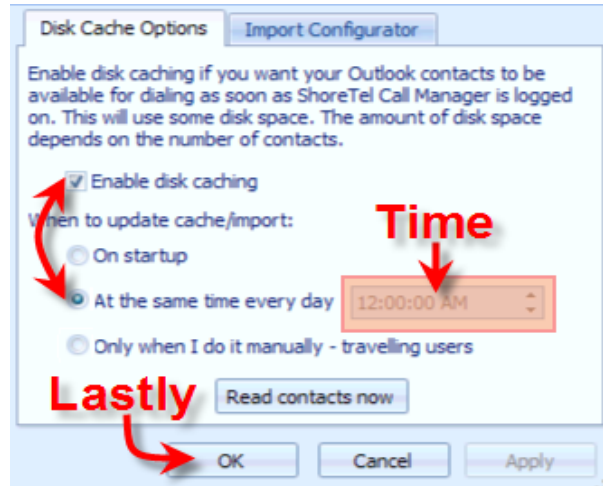 Disk Cache Options Import Configurator
Enable disk caching if you want your Outlook contacts to be
available for dialing as soon as ShoreTel Call Manager is logged
on. This will use some disk space. The amount of disk space
depends on the number of contacts.
Enable disk caching
When to update cache/import:
Time
On startup
At the same time every day 12:00:00 AM
Only when I do it manually - travelling users
Lastly
Read contacts now
OK Cancel Apply